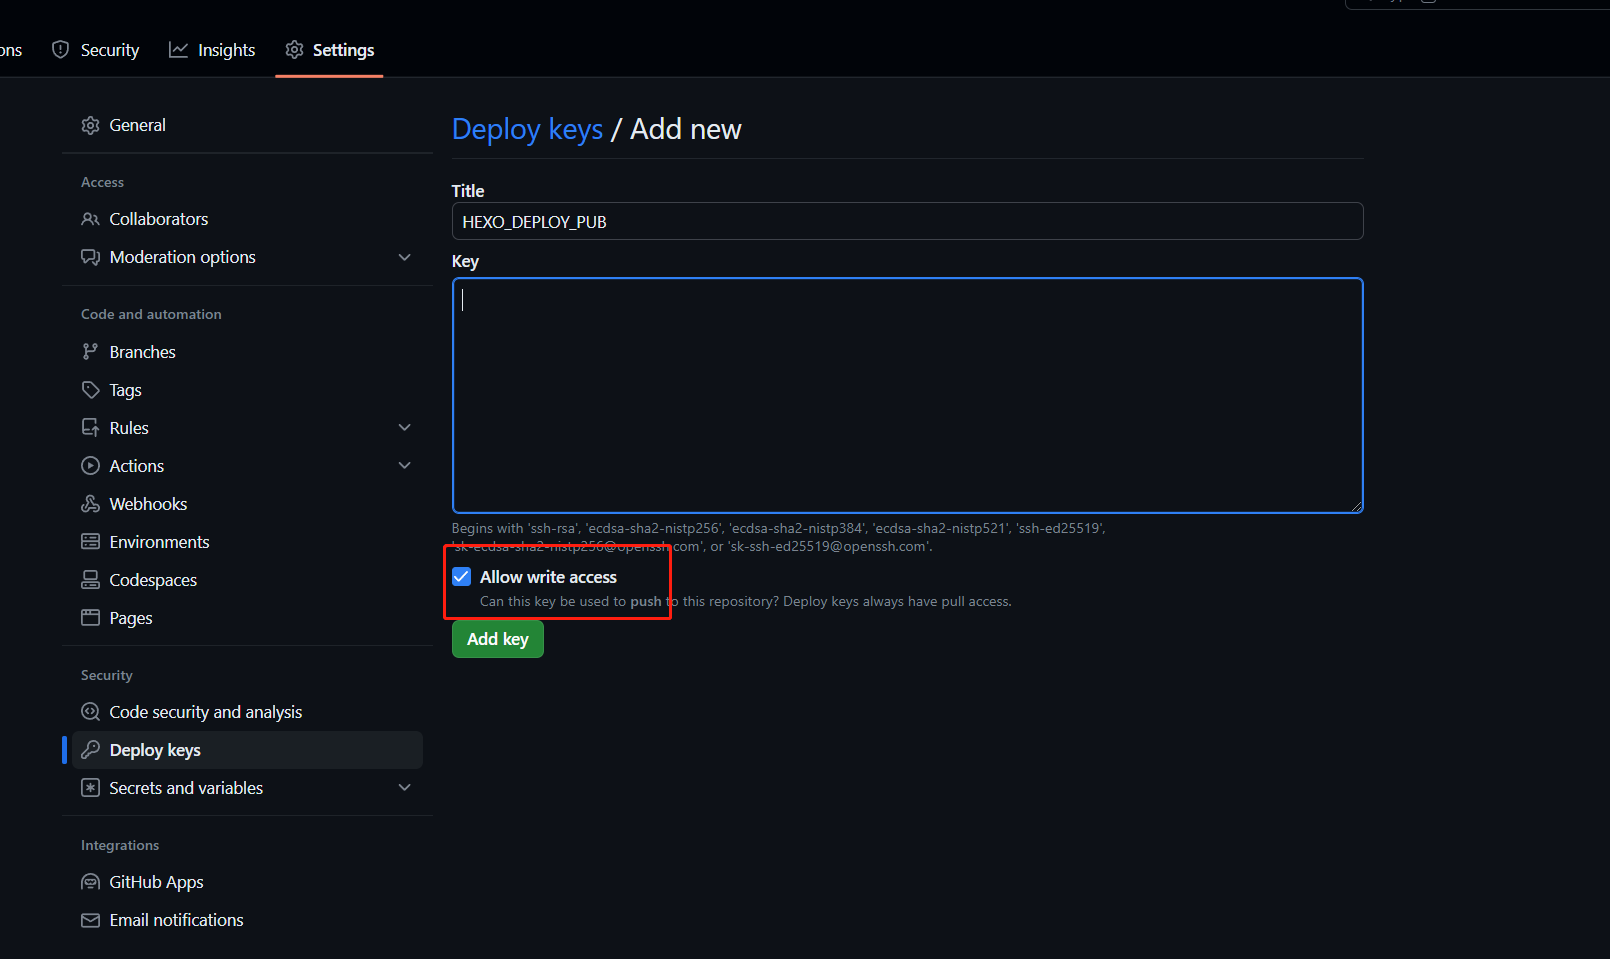 ons Security Insights Settings
General
Deploy keys / Add new
Access
Title
Collaborators
HEXO_DEPLOY_PUB
Moderation options
Key
Code and automation
Branches
Tags
Rules
Actions
Webhooks
Begins with 'ssh-rsa', 'ecdsa-sha2-nistp256', 'ecdsa-sha2-nistp384', 'ecdsa-sha2-nistp521', 'ssh-ed25519',
'sk-ecdsa-sha2-nistp256@openssh.com', or 'sk-ssh-ed25519@openssh.com'.
Environments
Allow write access
Codespaces
Can this key be used to push to this repository? Deploy keys always have pull access.
Pages
Add key
Security
Code security and analysis
Deploy keys
Secrets and variables
Integrations
GitHub Apps
Email notifications